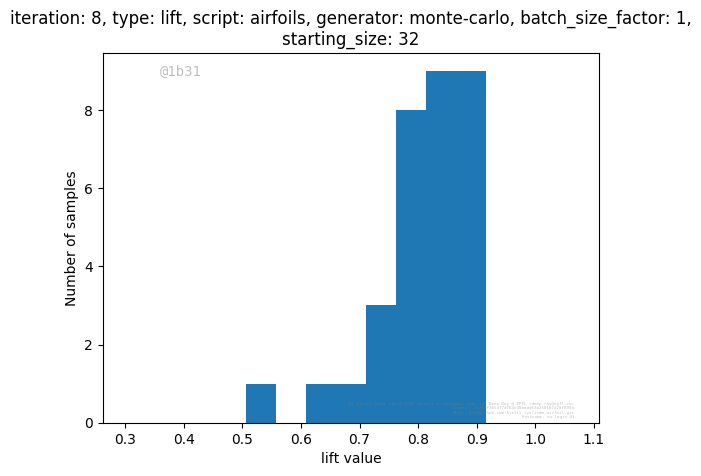 iteration: 8, type: lift, script: airfoils, generator: monte-carlo, batch_size_factor: 1,
starting_size: 32
@1b31
Number of samples
8
6
4
2
0
0.3 0.4 0.5 0.6 0.7 0.8 0.9 1.0 1.1
lift value